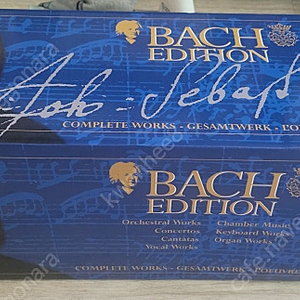 BACH
EDITION
Joh: Sebast
COMPLETE WORKS - GESAMTWERK - L'OEUVRE
BACH
EDITION
Orchestral Works Chamber Music
Concertos Keyboard Works
Cantatas Organ Works
Vocal Works
COMPLETE WORKS - GESAMTWERK - L'OEUVRE